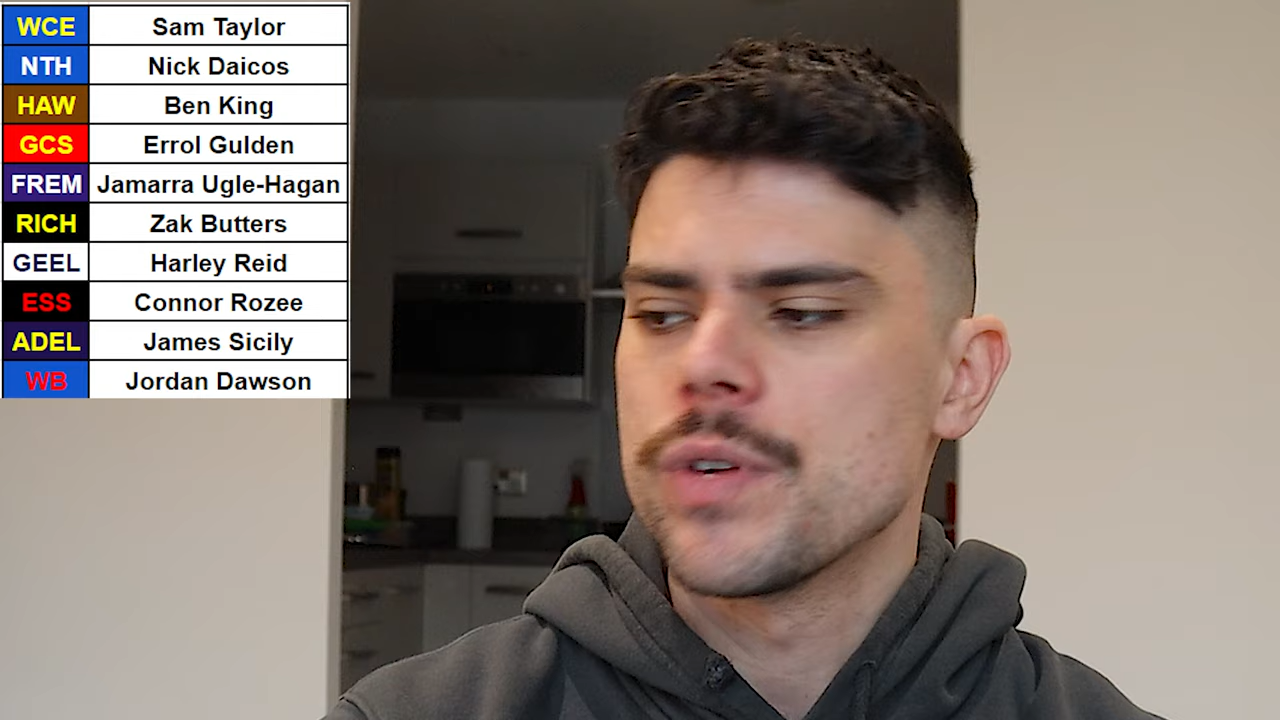 WCE Sam Taylor
NTH Nick Daicos
HAW Ben King
GCS Errol Gulden
FREM Jamarra Ugle-Hagan
RICH Zak Butters
GEEL Harley Reid
ESS Connor Rozee
ADEL James Sicily
WB Jordan Dawson